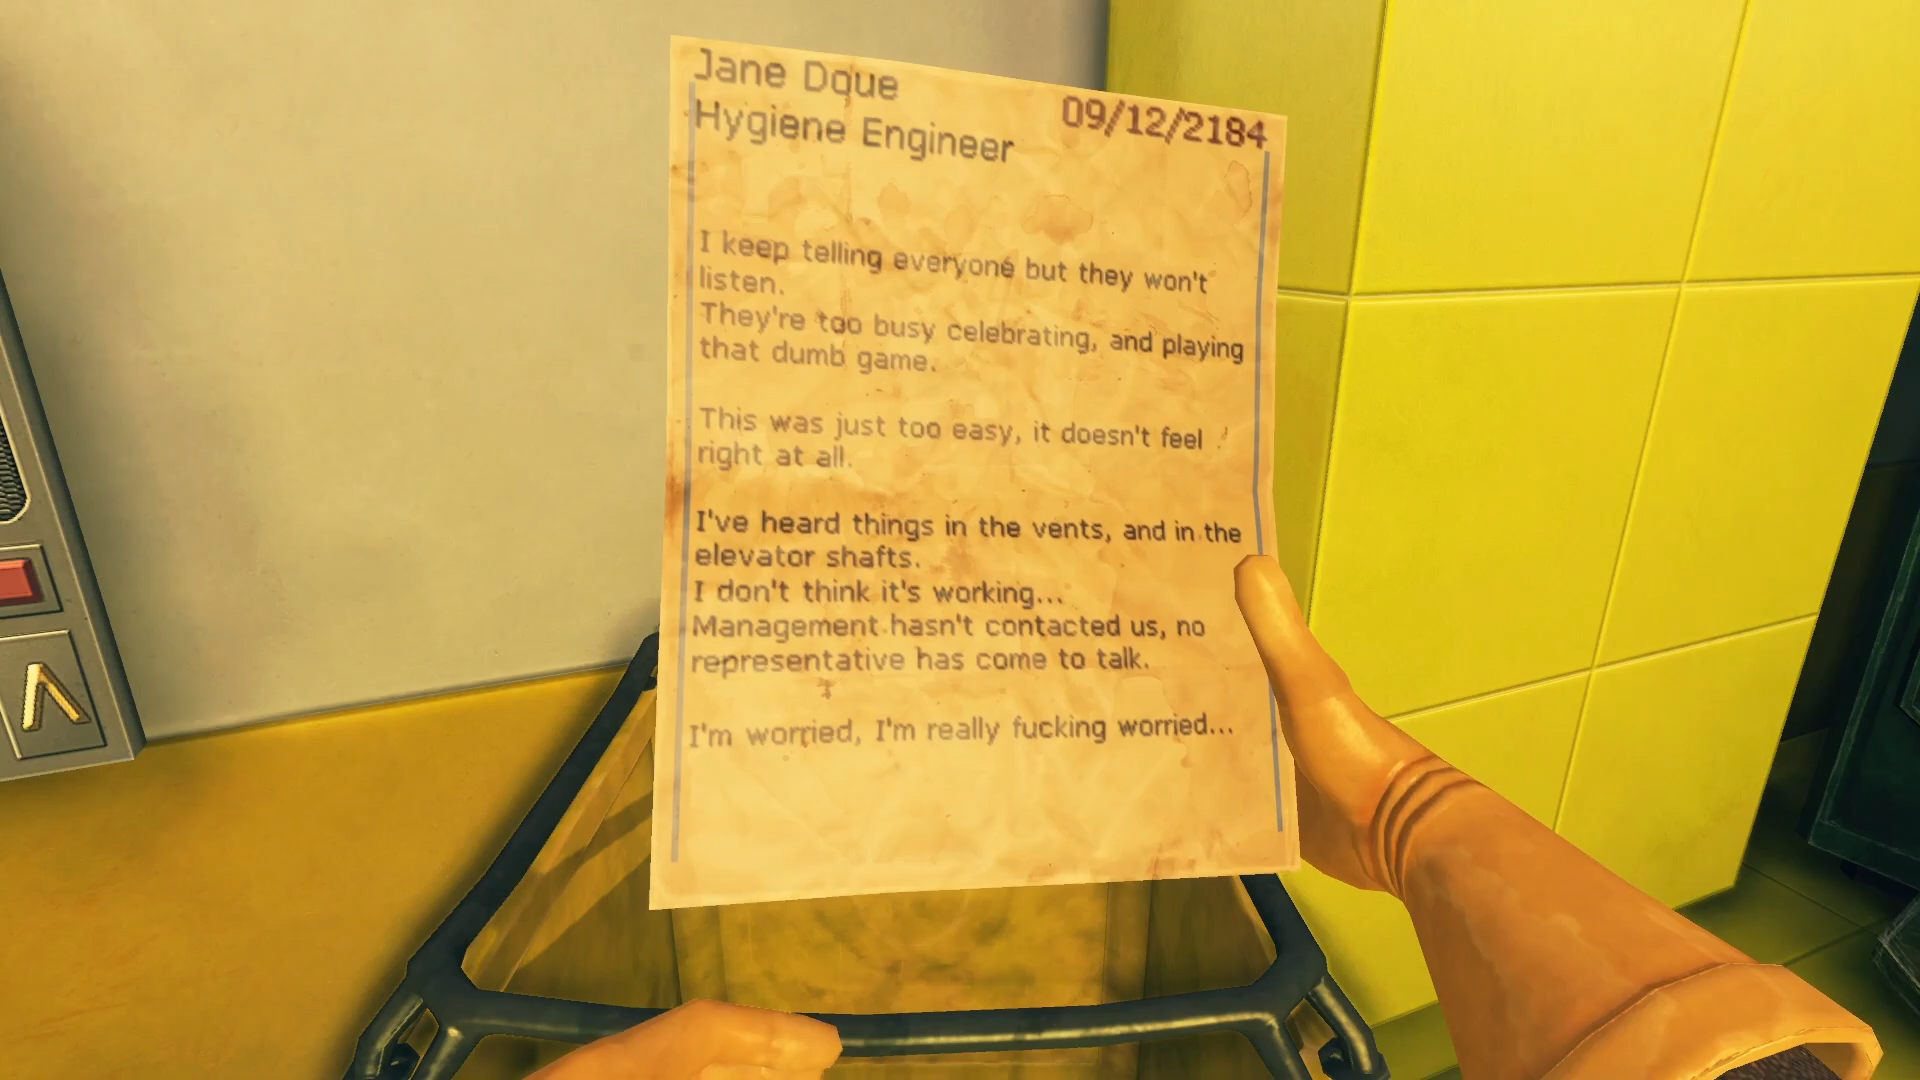 Jane Doue
09/12/2184
Hygiene Engineer
I keep telling everyone but they won't
listen.
They're too busy celebrating, and playing
that dumb game.
This was just too easy, it doesn't feel
right at all.
I've heard things in the vents, and in the
elevator shafts.
I don't think it's working...
Management hasn't contacted us, no
representative has come to talk.
I'm worried, I'm really fucking worried...